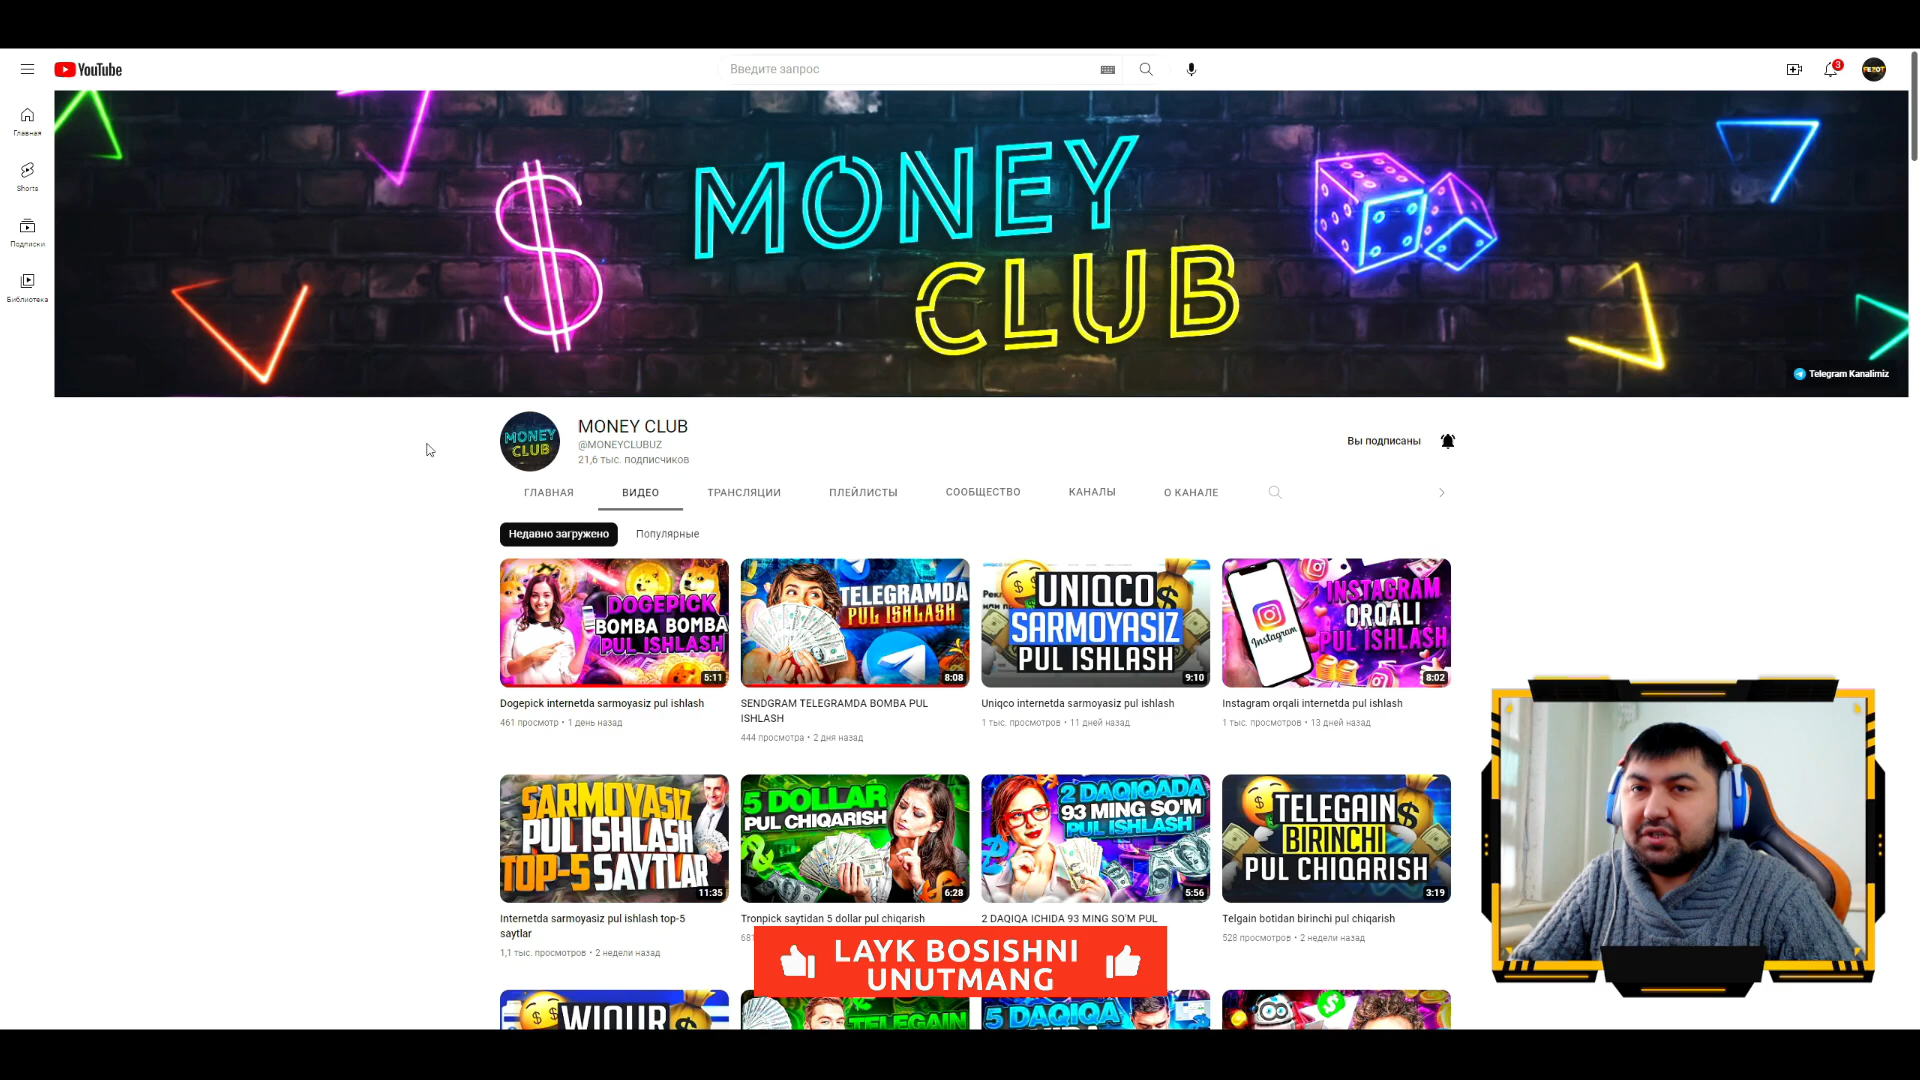 YouTube
Введите запрос
3
REZOT
Главная
Shorts
Подписки
Библиотека
$ MONEY
CLUB
Telegram Kanalimiz
MONEY
CLUB
MONEY CLUB
@MONEYCLUBUZ
21,6 тыс. подписчиков
Вы подписаны
ГЛАВНАЯ ВИДЕО ТРАНСЛЯЦИИ ПЛЕЙЛИСТЫ СООБЩЕСТВО КАНАЛЫ О КАНАЛЕ
Недавно загружено Популярные
DOGEPICK
BOMBA BOMBA
PUL ISHLASH
5:11
Dogepick internetda sarmoyasiz pul ishlash
461 просмотр • 1 день назад
TELEGRAMDA
PUL ISHLASH
8:08
SENDGRAM TELEGRAMDA BOMBA PUL
ISHLASH
444 просмотра • 2 дня назад
UNIQCO
SARMOYASIZ
PUL ISHLASH
9:10
Uniqco internetda sarmoyasiz pul ishlash
1 тыс. просмотров • 11 дней назад
INSTAGRAM
ORQALI
PUL ISHLASH
Instagram
8:02
Instagram orqali internetda pul ishlash
1 тыс. просмотров • 13 дней назад
SARMOYASIZ
PUL ISHLASH
TOP-5 SAYTLAR
11:35
Internetda sarmoyasiz pul ishlash top-5
saytlar
1,1 тыс. просмотров • 2 недели назад
5 DOLLAR
PUL CHIQARISH
6:28
Tronpick saytidan 5 dollar pul chiqarish
2 DAQIQADA
93 MING SO'M
PUL ISHLASH
5:56
2 DAQIQA ICHIDA 93 MING SO'M PUL
TELEGAIN
BIRINCHI
PUL CHIQARISH
3:19
Telgain botidan birinchi pul chiqarish
528 просмотров • 2 недели назад
LAYK BOSISHNI
UNUTMANG
TELEGAIN
5 DAQIQA